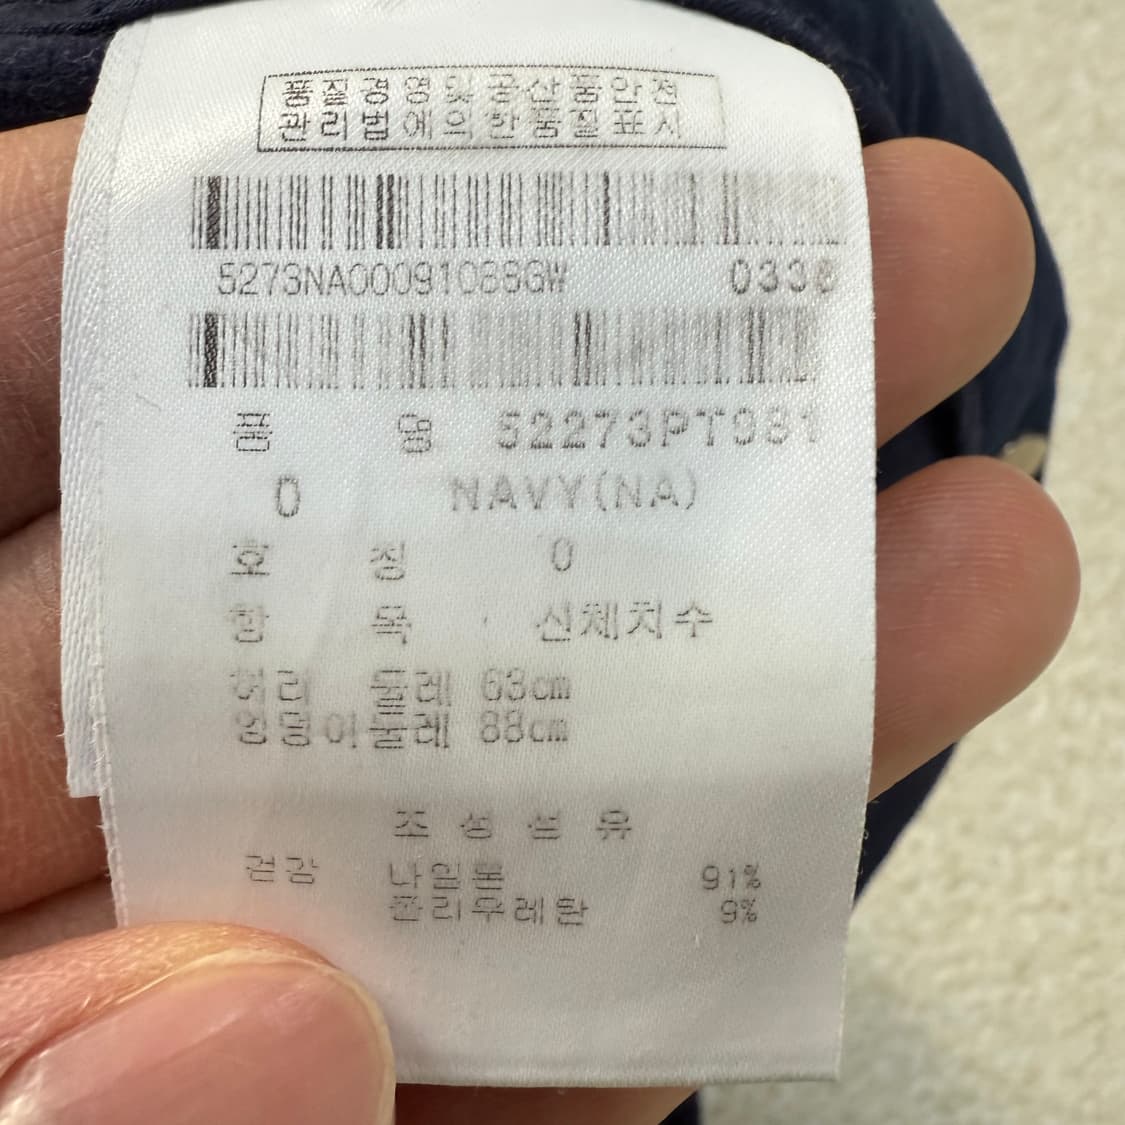 품질경영및공산품안전
관리법에의한품질표시
5273NA00091088GW 0338
품 명 52273PT931
0 NAVY(NA)
호 칭 0
항 목 신체치수
허리 둘레 63cm
엉덩이둘레 88cm
조 성 섬 유
겉감 나일론 91%
폴리우레탄 9%